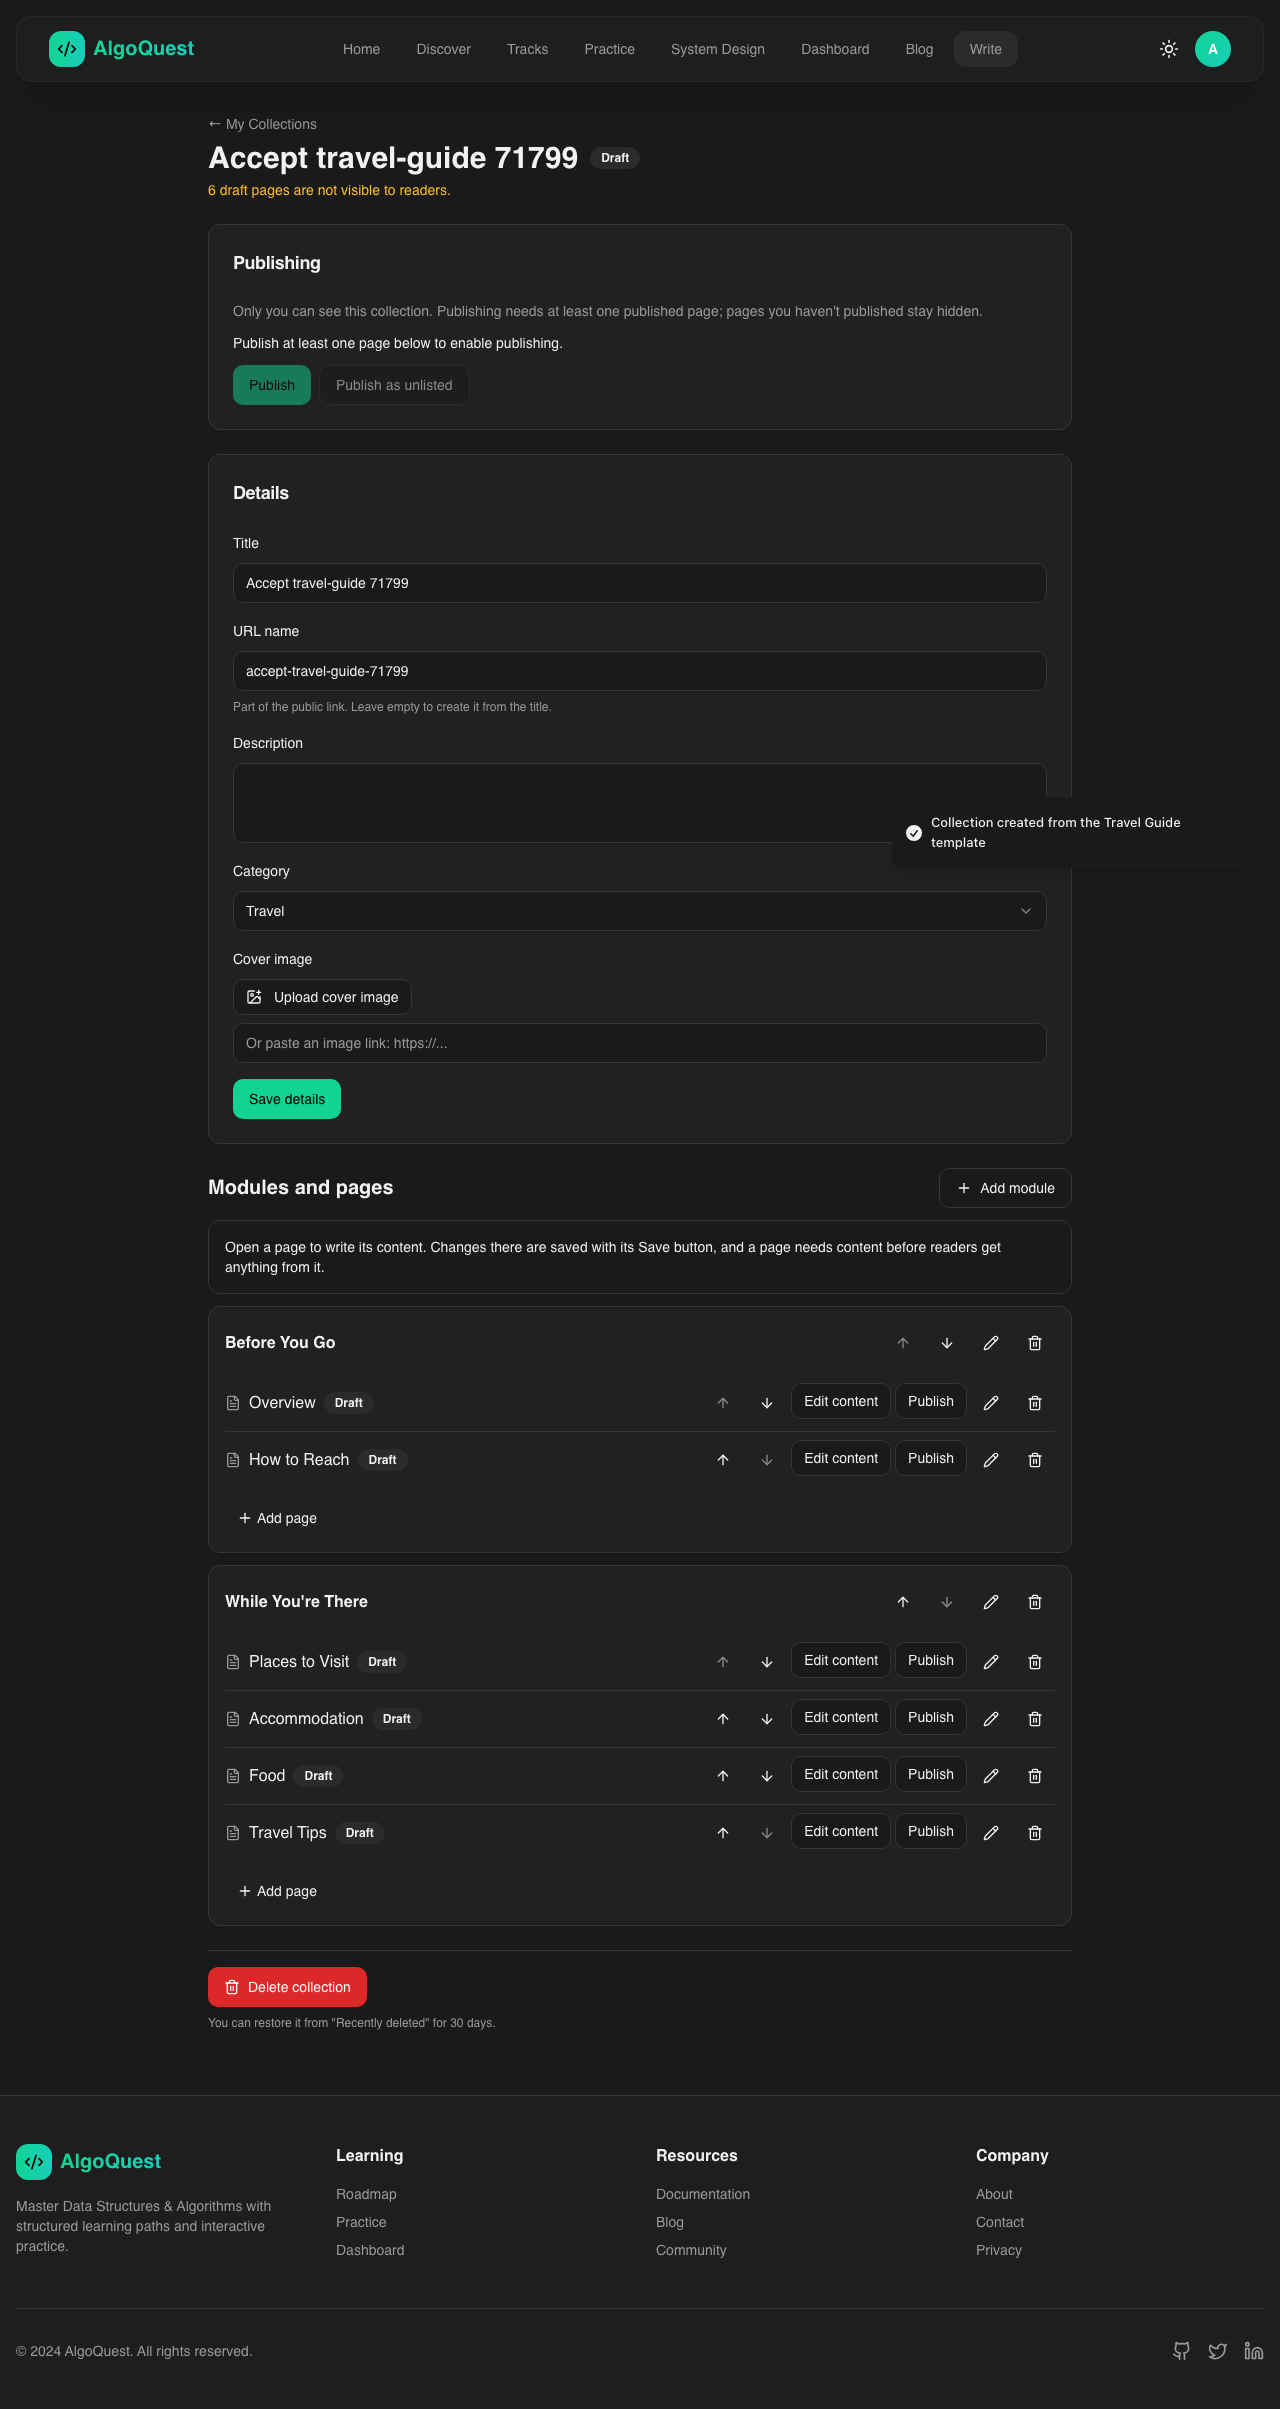 AlgoQuest
Home
Discover
Tracks
Practice
System Design
Dashboard
Blog
Write
A
← My Collections
Accept travel-guide 71799
Draft
6 draft pages are not visible to readers.
Publishing
Only you can see this collection. Publishing needs at least one published page; pages you haven't published stay hidden.
Publish at least one page below to enable publishing.
Publish
Publish as unlisted
Details
Title
Accept travel-guide 71799
URL name
accept-travel-guide-71799
Part of the public link. Leave empty to create it from the title.
Description
Collection created from the Travel Guide
template
Category
Travel
Cover image
Upload cover image
Or paste an image link: https://...
Save details
Modules and pages
Add module
Open a page to write its content. Changes there are saved with its Save button, and a page needs content before readers get
anything from it.
Before You Go
Overview
Draft
Edit content
Publish
How to Reach
Draft
Edit content
Publish
Add page
While You're There
Places to Visit
Draft
Edit content
Publish
Accommodation
Draft
Edit content
Publish
Food
Draft
Edit content
Publish
Travel Tips
Draft
Edit content
Publish
Add page
Delete collection
You can restore it from "Recently deleted" for 30 days.
AlgoQuest
Master Data Structures & Algorithms with
structured learning paths and interactive
practice.
Learning
Roadmap
Practice
Dashboard
Resources
Documentation
Blog
Community
Company
About
Contact
Privacy
© 2024 AlgoQuest. All rights reserved.